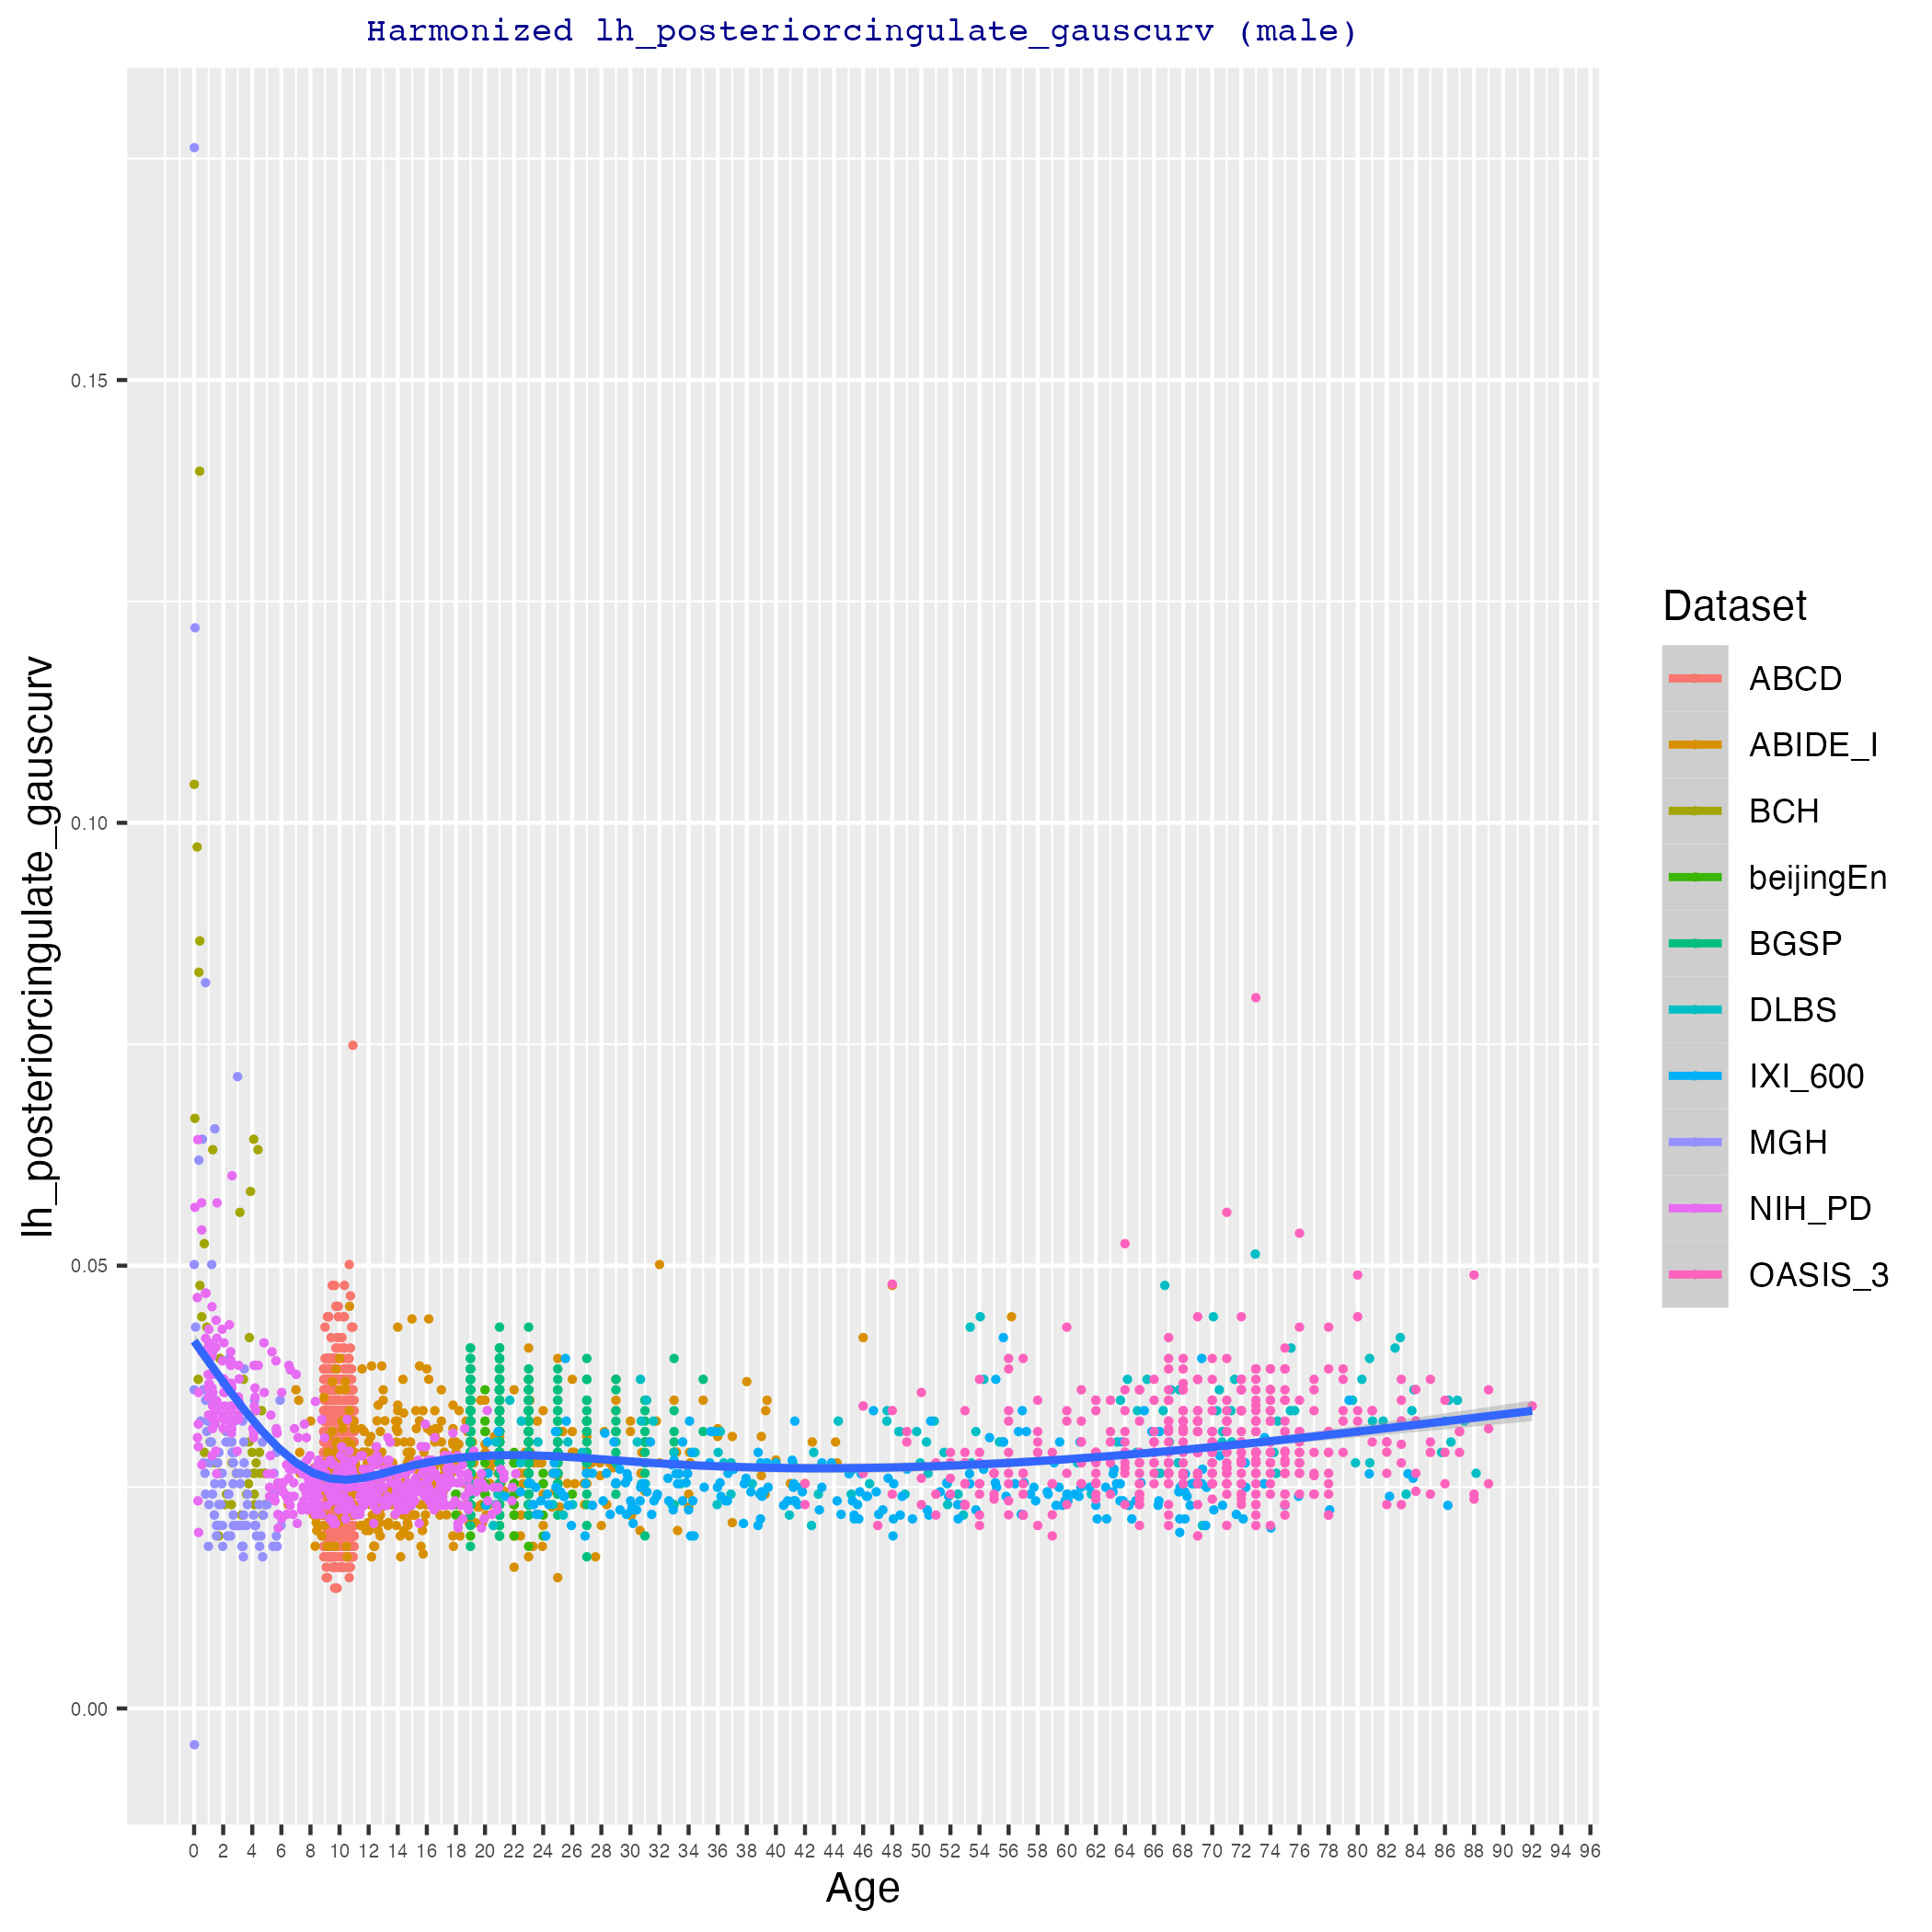 Harmonized lh_posteriorcingulate_gauscurv (male)
lh_posteriorcingulate_gauscurv
0.15
0.10
0.05
0.00
0 2 4 6 8 10 12 14 16 18 20 22 24 26 28 30 32 34 36 38 40 42 44 46 48 50 52 54 56 58 60 62 64 66 68 70 72 74 76 78 80 82 84 86 88 90 92 94 96
Age
Dataset
ABCD
ABIDE_I
BCH
beijingEn
BGSP
DLBS
IXI_600
MGH
NIH_PD
OASIS_3